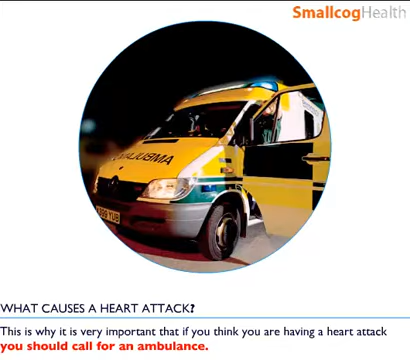 SmallcogHealth
AMBULANCE
WHAT CAUSES A HEART ATTACK?
This is why it is very important that if you think you are having a heart attack
you should call for an ambulance.